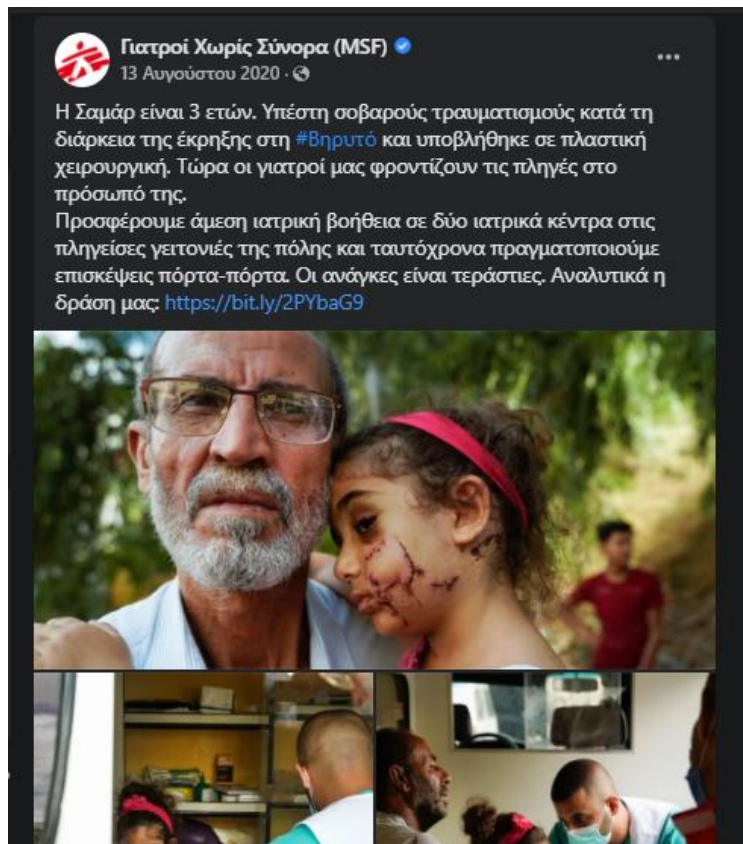 Γιατροί Χωρίς Σύνορα (MSF)
13 Αυγούστου 2020 ·
Η Σαμάρ είναι 3 ετών. Υπέστη σοβαρούς τραυματισμούς κατά τη
διάρκεια της έκρηξης στη #Βηρυτό και υποβλήθηκε σε πλαστική
χειρουργική. Τώρα οι γιατροί μας φροντίζουν τις πληγές στο
πρόσωπό της.
Προσφέρουμε άμεση ιατρική βοήθεια σε δύο ιατρικά κέντρα στις
πληγείσες γειτονιές της πόλης και ταυτόχρονα πραγματοποιούμε
επισκέψεις πόρτα-πόρτα. Οι ανάγκες είναι τεράστιες. Αναλυτικά η
δράση μας: https://bit.ly/2PYbaG9